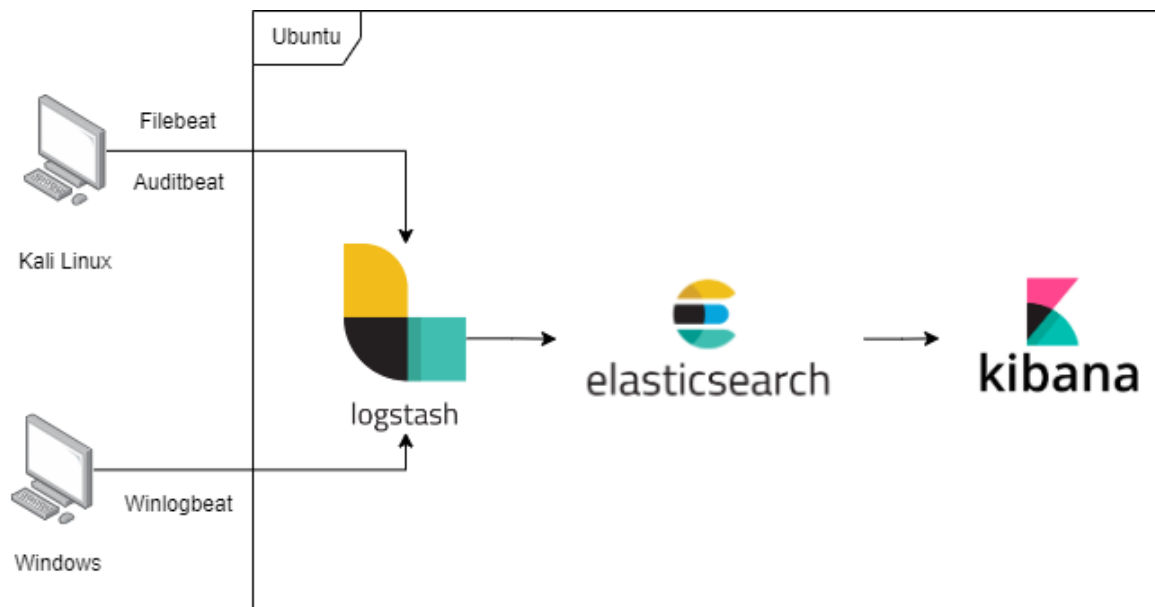 Ubuntu
Filebeat
Auditbeat
Kali Linux
logstash
elasticsearch
kibana
Winlogbeat
Windows